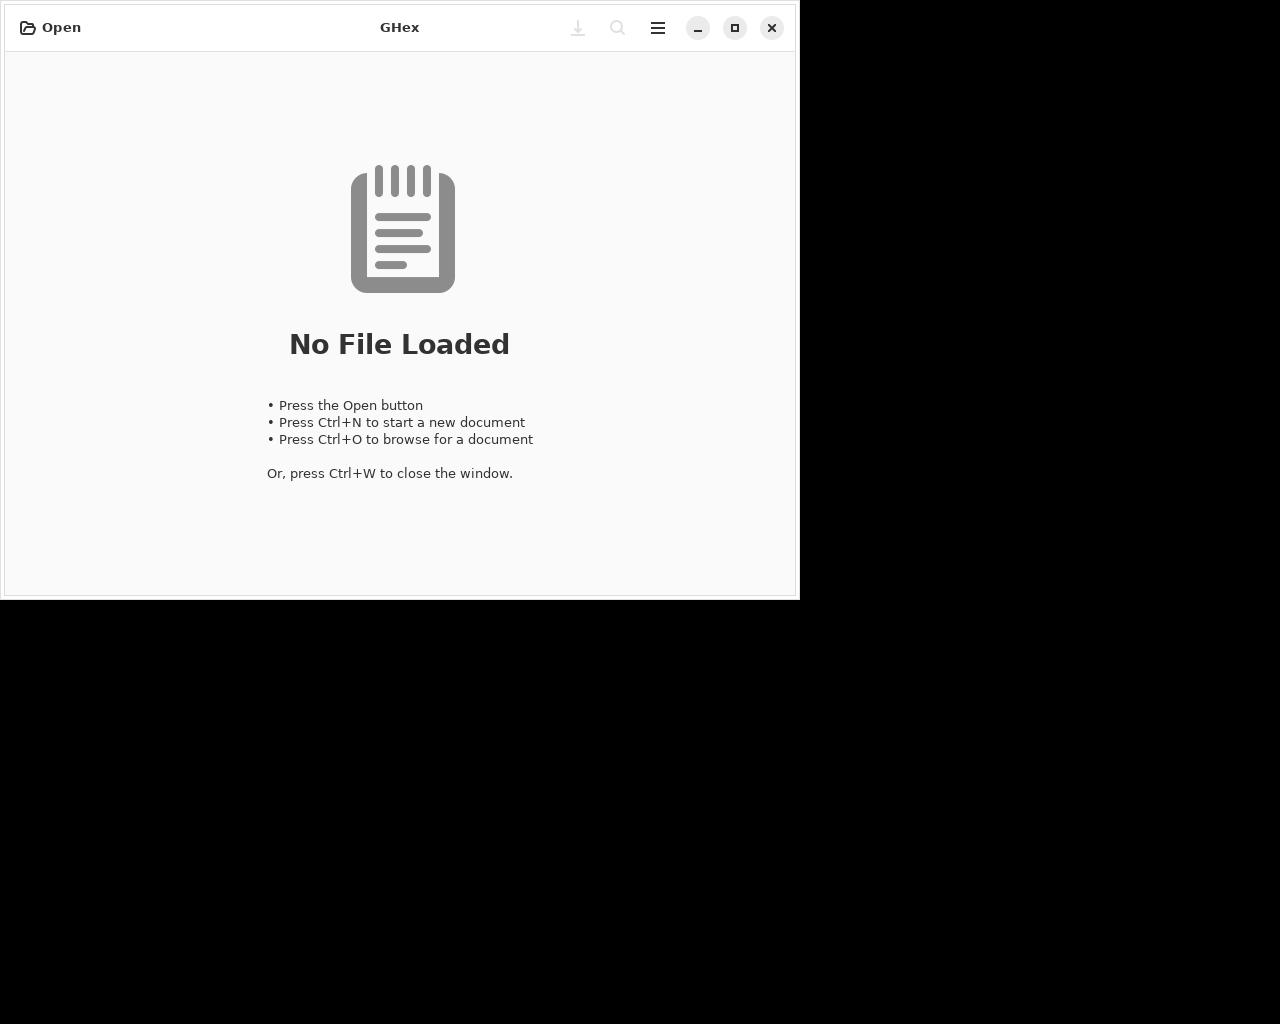 Open
GHex
No File Loaded
• Press the Open button
• Press Ctrl+N to start a new document
• Press Ctrl+O to browse for a document
Or, press Ctrl+W to close the window.